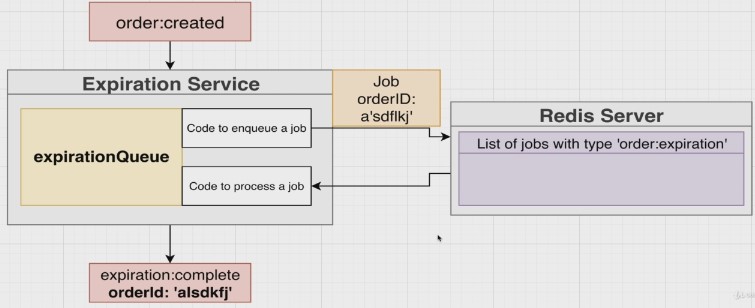 order:created
Expiration Service
Job
orderID:
a'sdflkj'
Redis Server
Code to enqueue a job
List of jobs with type 'order:expiration'
expirationQueue
Code to process a job
expiration:complete
orderId: 'alsdkfj'